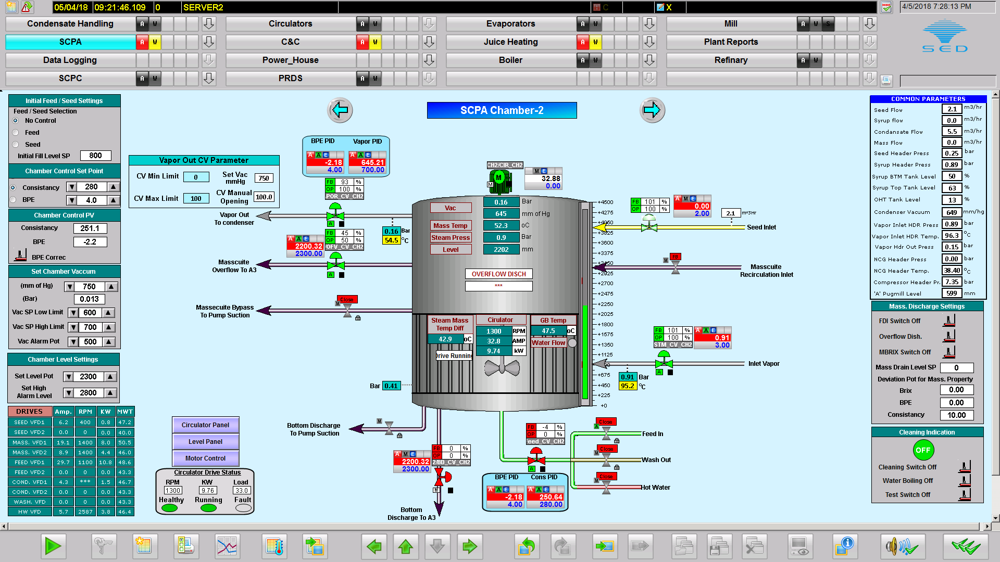 05/04/18 09:21:46.109 0 SERVER2 C X 4/5/2018 7:28:13 PM
Condensate Handling A W Circulators A W Evaporators A W Mill A W S
SCPA A W C&C A W Juice Heating A W Plant Reports
Data Logging Power_House Boiler A W Refinary A W
SCPC A W PRDS A W
SED
SCPA Chamber-2
Initial Feed / Seed Settings
Feed / Seed Selection
No Control
Feed
Seed
Initial Fill Level SP 800
Chamber Control Set Point
Consistancy 280
BPE 4.0
Chamber Control PV
Consistancy 251.1
BPE -2.2
BPE Correc
Set Chamber Vaccum
(mm of Hg) 750
(Bar) 0.013
Vac SP Low Limit 600
Vac SP High Limit 700
Vac Alarm Pot 500
Chamber Level Settings
Set Level Pot 2300
Set High
Alarm Level 2800
DRIVES Amp. RPM KW MWT
SEED VFD1 6.2 400 0.8 47.2
SEED VFD2 0.0 0 0.0 40.0
MASS. VFD1 19.1 1400 8.0 50.5
MASS. VFD2 8.9 1400 4.4 46.0
FEED VFD1 29.7 1100 10.8 48.6
FEED VFD2 0.0 0 0.0 43.3
COND. VFD1 4.3 *** 1.5 46.7
COND. VFD2 0.0 0 0.0 43.3
WASH. VFD 0.0 0 0.0 43.3
HW VFD 5.7 2587 3.8 46.4
Vapor Out CV Parameter
CV Min Limit 0
Set Vac
mmHg 750
CV Max Limit 100
CV Manual
Opening 100.0
BPE PID Vapor PID
A A E A A E
-2.18 645.21
4.00 700.00
FB 93 %
OP 100 %
POR_CV_CH2
A
Vapor Out
To condenser
0.16 Bar
54.5 °C
A A E
2200.32
2300.00
FB 45 %
OP 50 %
OFV_CV_CH2
A
Masscuite
Overflow To A3
Close
M
Massecuite Bypass
To Pump Suction
CH2/CIR_CH2
M
M
M E
32.88
0.00
0.16 Bar
Vac 645 mm of Hg
Mass Temp 52.3 oC
Steam Press 0.9 Bar
Level 2202 mm
OVERFLOW DISCH
***
Steam Mass
Temp Diff
42.9 oC
Drive Running
Cirulator
1300 RPM
32.8 AMP
9.74 kW
GB Temp
47.5 oC
Water Flow
+4500
+4275
+4050
+3825
+3600
+3375
+3150
+2925
+2700
+2475
+2250
+2025
+1800
+1575
+1350
+1125
+900
+675
+450
+225
+0
Bar 0.41
FB 101 %
OP 100 %
A M E
0.00
2.00
2.1 m^3Hr
Seed Inlet
M FB
Masscuite
Recirculation Inlet
FB 101 %
OP 100 %
STM_CV_CH2
A A E
0.91
3.00
A
Inlet Vapor
0.91 Bar
95.2 °C
Circulator Panel
Level Panel
Motor Control
Circulator Drive Status
RPM KW Load
1300 9.76 33.0
Healthy Running Fault
M
Bottom Discharge
To Pump Suction
A M E
2200.32
2300.00
FB 0 %
OP 0 %
2/BD_CV_CH2
M
Bottom
Discharge To A3
FB -4 %
OP 0 %
Feed_CV_CH2
A
BPE PID Cons PID
A A E A A E
-2.18 250.64
4.00 280.00
Close
A
Feed In
Close
M
Wash Out
Close
M
Hot Water
COMMON PARAMETERS
Seed Flow 2.1 m3/hr
Syrup flow 0.0 m3/hr
Condansate Flow 5.5 m3/hr
Mass Flow 0.0 m3/hr
Seed Header Press 0.25 bar
Syrup Header Press 0.89 bar
Syrup BTM Tank Level 50 %
Syrup Top Tank Level 63 %
OHT Tank Level 13 %
Condenser Vacuum 649 mm/hg
Vapor Inlet HDR Press 0.89 bar
Vapor Inlet HDR Temp. 96.3 °C
Vapor Hdr Out Press 0.15 bar
NCG Header Press 0.00 bar
NCG Header Temp. 38.40 °C
Compressor Header Pr. 7.35 bar
'A' Pugmill Level 599 mm
Mass. Discharge Settings
FDI Switch Off
Overflow Dish.
MBRIX Switch Off
Mass Drain Level SP 0
Deviation Pot for Mass. Property
Brix 0.00
BPE 0.00
Consistancy 10.00
Cleaning Indication
OFF
Cleaning Switch Off
Water Boiling Off
Test Switch Off